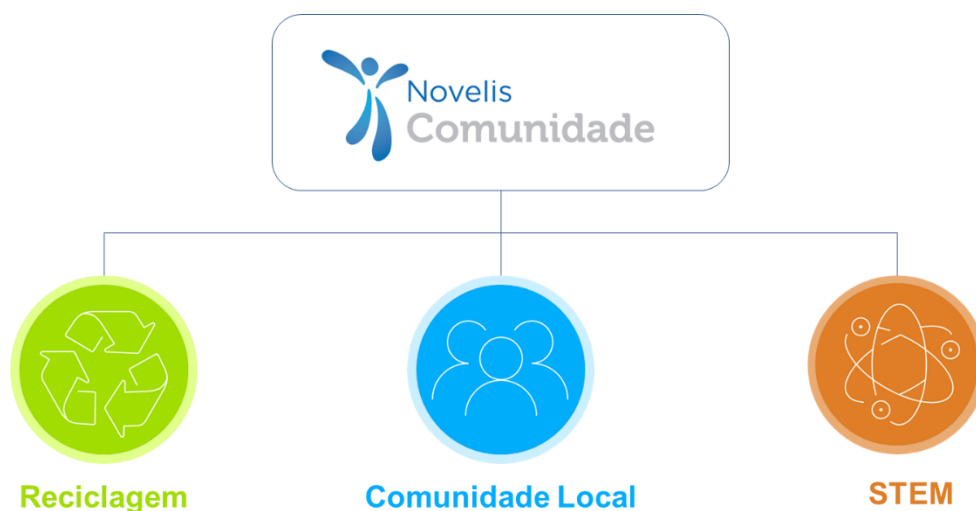 Novelis
Comunidade
Reciclagem
Comunidade Local
STEM